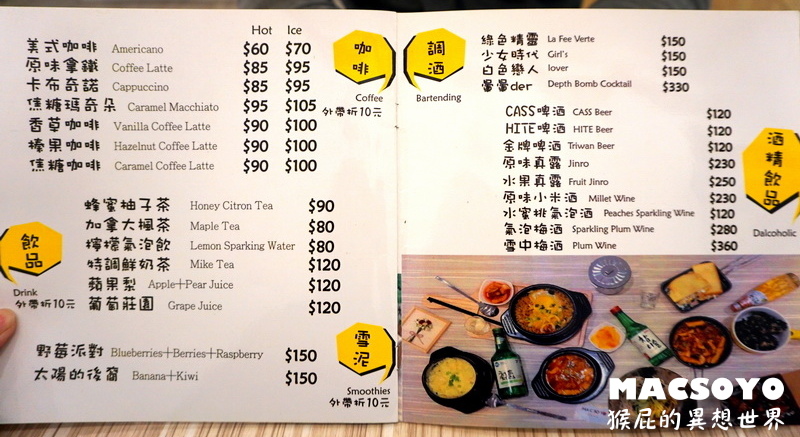 Hot Ice
美式咖啡 Americano $60 $70
原味拿鐵 Coffee Latte $85 $95
卡布奇諾 Cappuccino $85 $95
焦糖瑪奇朵 Caramel Macchiato $95 $105
香草咖啡 Vanilla Coffee Latte $90 $100
榛果咖啡 Hazelnut Coffee Latte $90 $100
焦糖咖啡 Caramel Coffee Latte $90 $100
咖啡
Coffee
外帶折10元
飲品
Drink
外帶折10元
蜂蜜柚子茶 Honey Citron Tea $90
加拿大楓茶 Maple Tea $80
檸檬氣泡飲 Lemon Sparking Water $80
特調鮮奶茶 Mike Tea $120
蘋果梨 Apple+Pear Juice $120
葡萄莊園 Grape Juice $120
野莓派對 Blueberries+Berries+Raspberry $150
太陽的後裔 Banana+Kiwi $150
雪泥
Smoothies
外帶折10元
調酒
Bartending
綠色精靈 La Fee Verte $150
少女時代 Girl's $150
白色戀人 lover $150
暈暈der Depth Bomb Cocktail $330
CASS啤酒 CASS Beer $120
HITE啤酒 HITE Beer $120
金牌啤酒 Triwan Beer $120
原味真露 Jinro $230
水果真露 Fruit Jinro $250
原味小米酒 Millet Wine $230
水蜜桃氣泡酒 Peaches Sparkling Wine $120
氣泡梅酒 Sparkling Plum Wine $280
雪中梅酒 Plum Wine $360
酒精飲品
Dalcoholic
MACSOYO
猴屁的異想世界